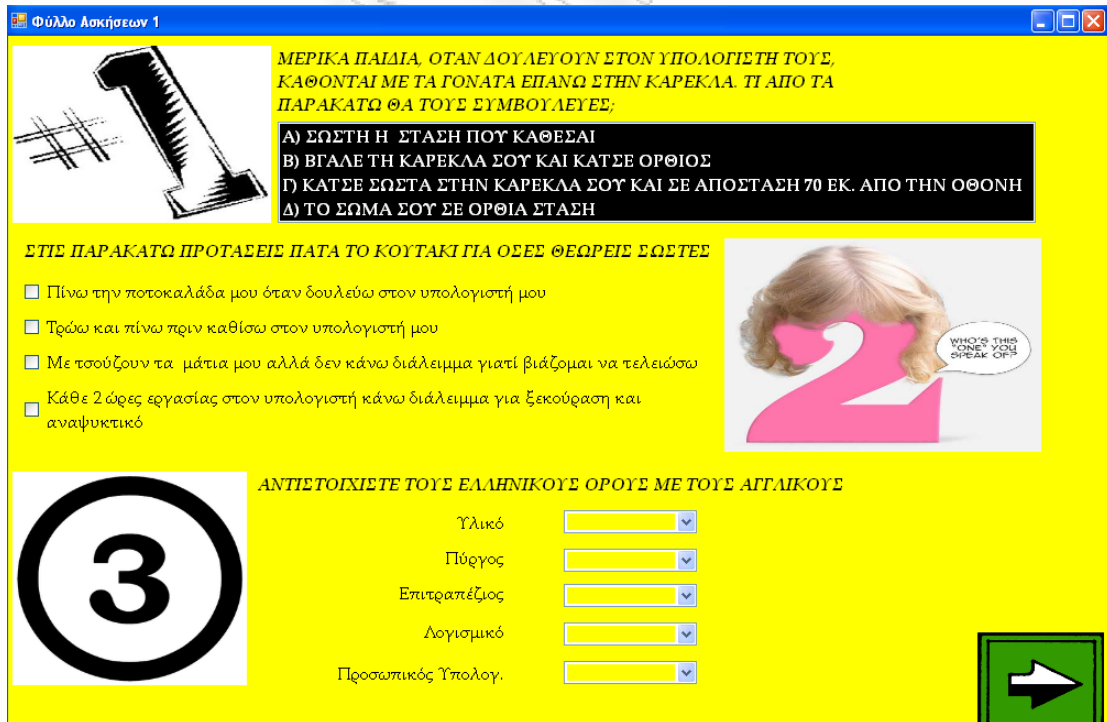 Φύλλο Ασκήσεων 1
#1
ΜΕΡΙΚΑ ΠΑΙΔΙΑ, ΟΤΑΝ ΔΟΥΛΕΥΟΥΝ ΣΤΟΝ ΥΠΟΛΟΓΙΣΤΗ ΤΟΥΣ,
ΚΑΘΟΝΤΑΙ ΜΕ ΤΑ ΓΟΝΑΤΑ ΕΠΑΝΩ ΣΤΗΝ ΚΑΡΕΚΛΑ. ΤΙ ΑΠΟ ΤΑ
ΠΑΡΑΚΑΤΩ ΘΑ ΤΟΥΣ ΣΥΜΒΟΥΛΕΥΕΣ;
Α) ΣΩΣΤΗ Η ΣΤΑΣΗ ΠΟΥ ΚΑΘΕΣΑΙ
Β) ΒΓΑΛΕ ΤΗ ΚΑΡΕΚΛΑ ΣΟΥ ΚΑΙ ΚΑΤΣΕ ΟΡΘΙΟΣ
Γ) ΚΑΤΣΕ ΣΩΣΤΑ ΣΤΗΝ ΚΑΡΕΚΛΑ ΣΟΥ ΚΑΙ ΣΕ ΑΠΟΣΤΑΣΗ 70 ΕΚ. ΑΠΟ ΤΗΝ ΟΘΟΝΗ
Δ) ΤΟ ΣΩΜΑ ΣΟΥ ΣΕ ΟΡΘΙΑ ΣΤΑΣΗ
ΣΤΙΣ ΠΑΡΑΚΑΤΩ ΠΡΟΤΑΣΕΙΣ ΠΑΤΑ ΤΟ ΚΟΥΤΑΚΙ ΓΙΑ ΟΣΕΣ ΘΕΩΡΕΙΣ ΣΩΣΤΕΣ
Πίνω την ποτοκαλάδα μου όταν δουλεύω στον υπολογιστή μου
Τρώω και πίνω πριν καθίσω στον υπολογιστή μου
Με τσούζουν τα μάτια μου αλλά δεν κάνω διάλειμμα γιατί βιάζομαι να τελειώσω
Κάθε 2 ώρες εργασίας στον υπολογιστή κάνω διάλειμμα για ξεκούραση και
αναψυκτικό
2
WHO'S THIS
"ONE" YOU
SPEAK OF?
3
ΑΝΤΙΣΤΟΙΧΙΣΤΕ ΤΟΥΣ ΕΛΛΗΝΙΚΟΥΣ ΟΡΟΥΣ ΜΕ ΤΟΥΣ ΑΓΓΛΙΚΟΥΣ
Υλικό
Πύργος
Επιτραπέζιος
Λογισμικό
Προσωπικός Υπολογ.